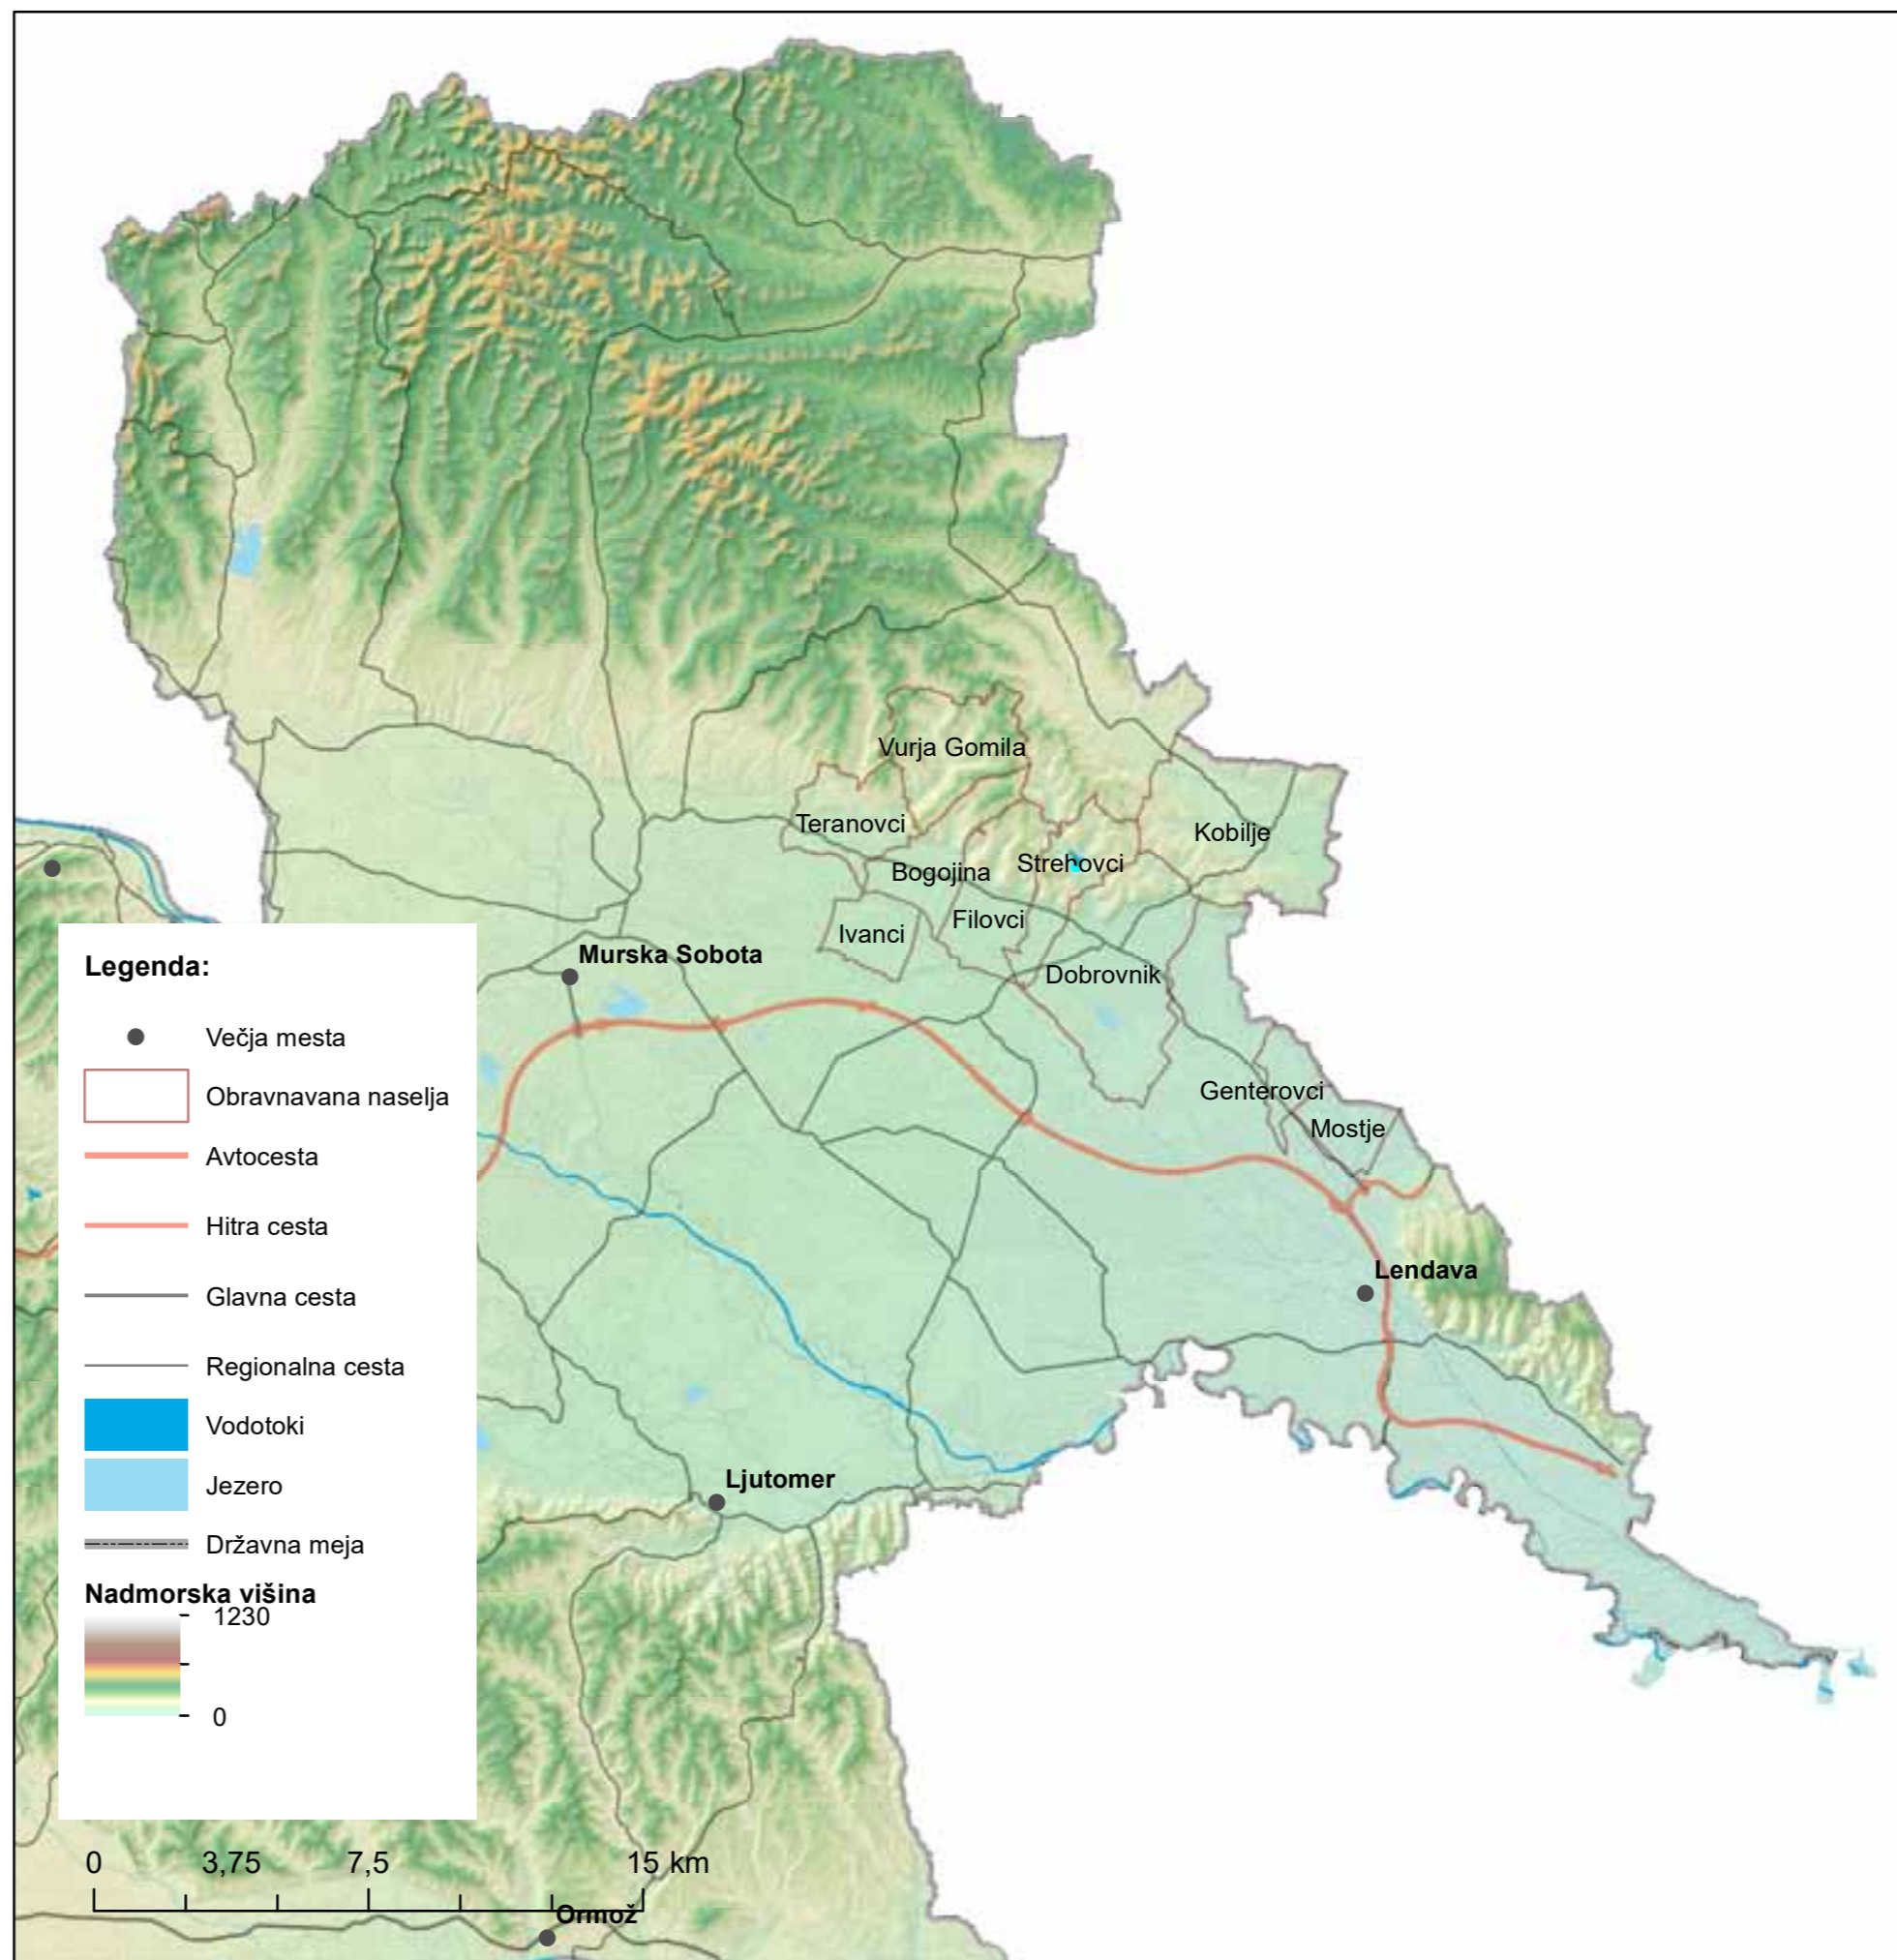 Vurja Gomila
Teranovci
Kobilje
Bogojina
Strehovci
Ivanci
Filovci
Dobrovnik
Murska Sobota
Genterovci
Mostje
Lendava
Ljutomer
Ormož
Legenda:
Večja mesta
Obravnavana naselja
Avtocesta
Hitra cesta
Glavna cesta
Regionalna cesta
Vodotoki
Jezero
Državna meja
Nadmorska višina
1230
0
0 3,75 7,5 15 km